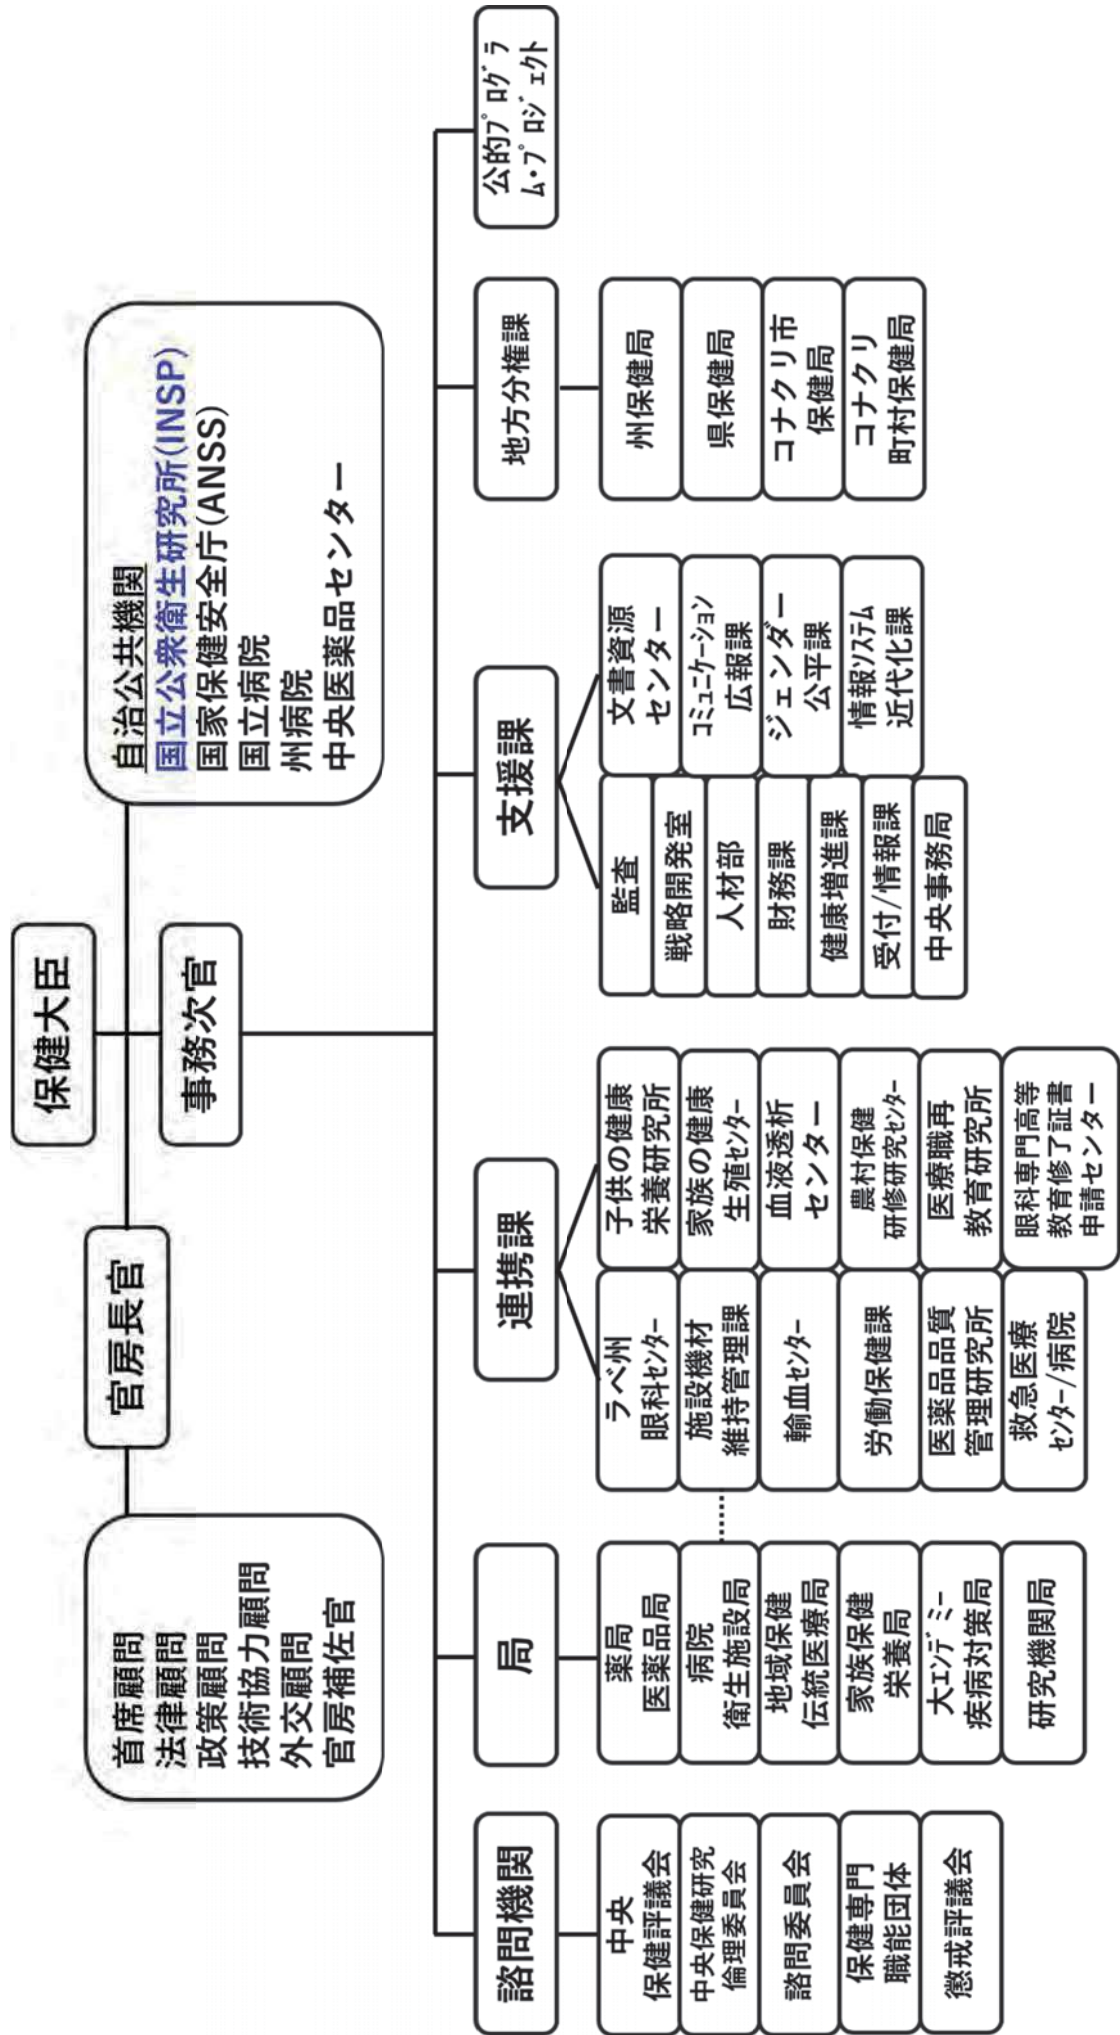 保健大臣
事務次官
官房長官
首席顧問
法律顧問
政策顧問
技術協力顧問
外交顧問
官房補佐官
自治公共機関
国立公衆衛生研究所(INSP)
国家保健安全庁(ANSS)
国立病院
州病院
中央医薬品センター
諮問機関
中央
保健評議会
中央保健研究
倫理委員会
諮問委員会
保健専門
職能団体
懲戒評議会
局
薬局
医薬品局
病院
衛生施設局
地域保健
伝統医療局
家族保健
栄養局
大エンデミー
疾病対策局
研究機関局
連携課
ラベ州
眼科センター
施設機材
維持管理課
輸血センター
労働保健課
医薬品品質
管理研究所
救急医療
センター/病院
子供の健康
栄養研究所
家族の健康
生殖センター
血液透析
センター
農村保健
研修研究センター
医療職再
教育研究所
眼科専門高等
教育修了証書
申請センター
支援課
監査
戦略開発室
人材部
財務課
健康増進課
受付/情報課
中央事務局
文書資源
センター
コミュニケーション
広報課
ジェンダー
公平課
情報システム
近代化課
地方分権課
州保健局
県保健局
コナクリ市
保健局
コナクリ
町村保健局
公的プログラ
ム・プロジェクト